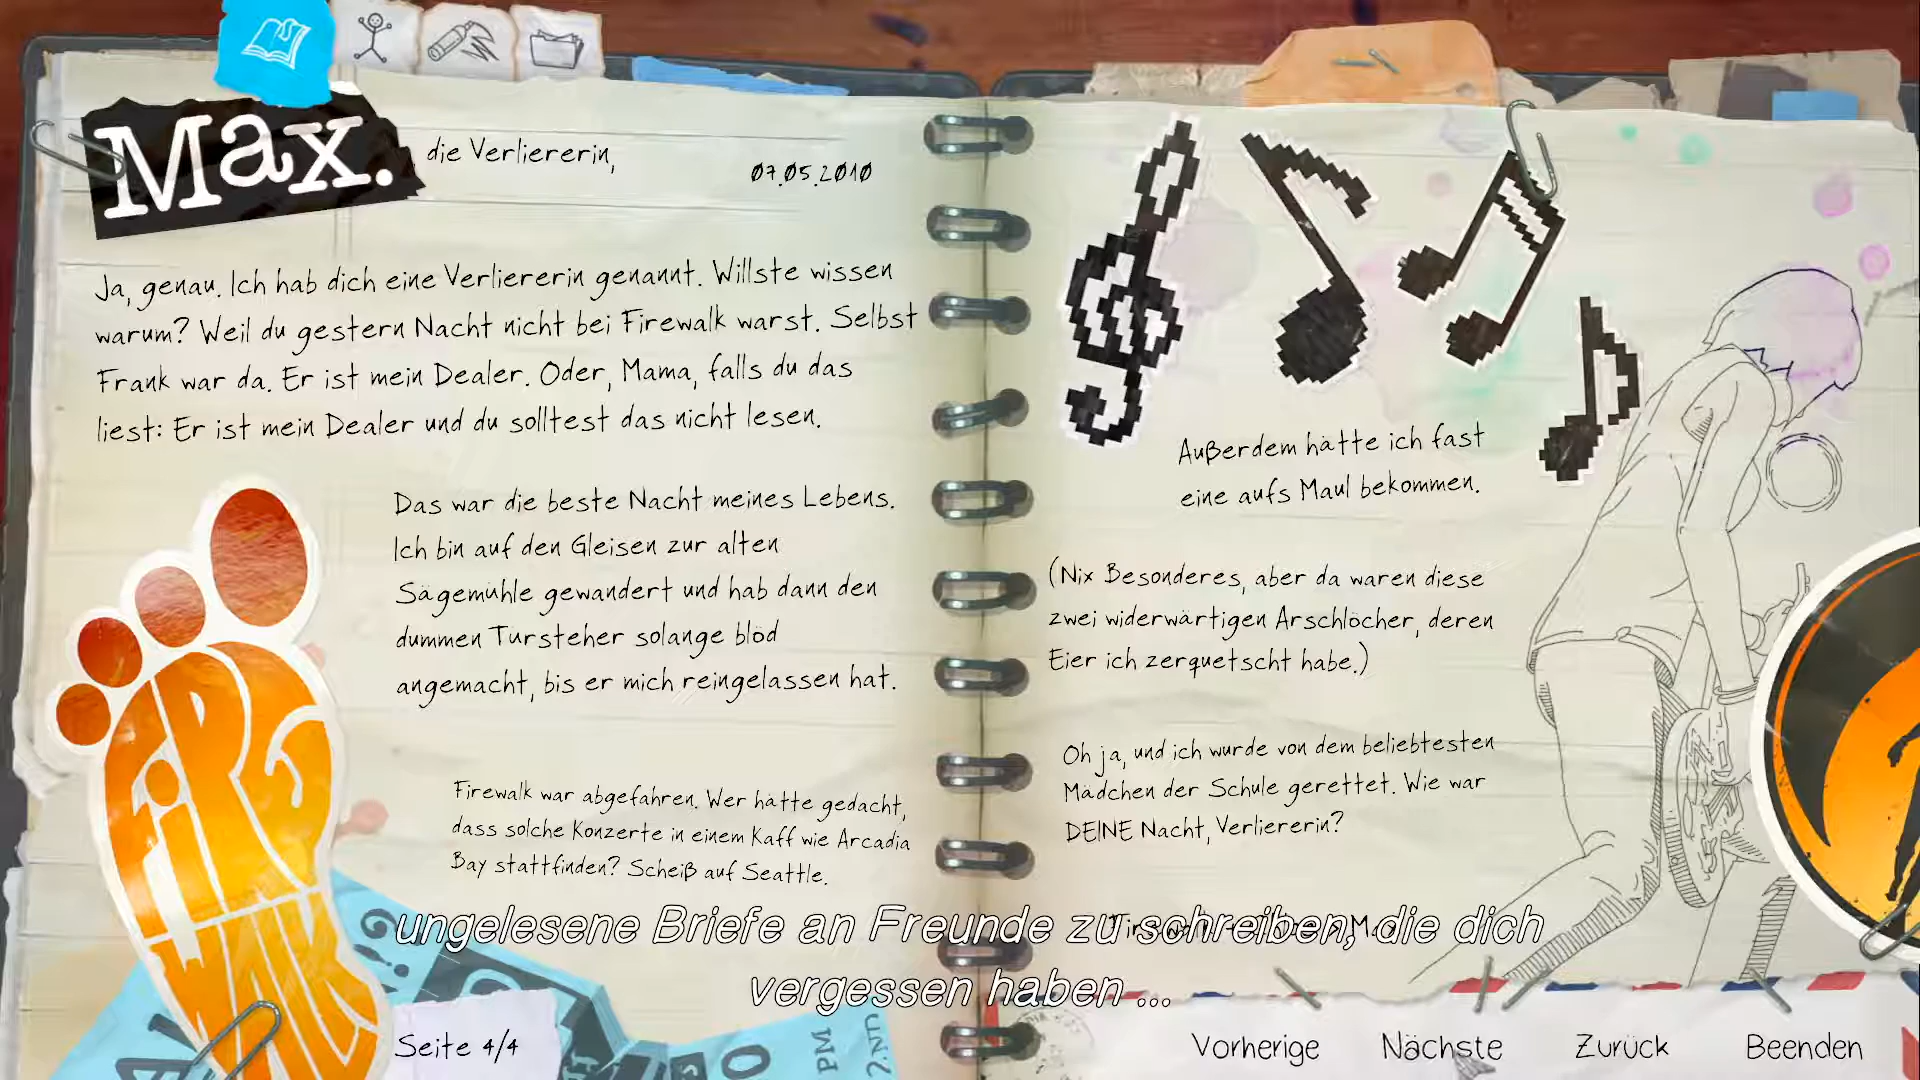 Max.
die Verliererin,
07.05.2010
Ja, genau. Ich hab dich eine Verliererin genannt. Willste wissen
warum? Weil du gestern Nacht nicht bei Firewalk warst. Selbst
Frank war da. Er ist mein Dealer. Oder, Mama, falls du das
liest: Er ist mein Dealer und du solltest das nicht lesen.
Das war die beste Nacht meines Lebens.
Ich bin auf den Gleisen zur alten
Sägemühle gewandert und hab dann den
dummen Türsteher solange blöd
angemacht, bis er mich reingelassen hat.
FIRE
WALK
Firewalk war abgefahren. Wer hätte gedacht,
dass solche Konzerte in einem Kaff wie Arcadia
Bay stattfinden? Scheiß auf Seattle.
Außerdem hätte ich fast
eine aufs Maul bekommen.
(Nix Besonderes, aber da waren diese
zwei widerwärtigen Arschlöcher, deren
Eier ich zerquetscht habe.)
Oh ja, und ich wurde von dem beliebtesten
Mädchen der Schule gerettet. Wie war
DEINE Nacht, Verliererin?
ungelesene Briefe an Freunde zu schreiben, die dich
vergessen haben ...
PM
Seite 4/4
Vorherige
Nächste
Zurück
Beenden